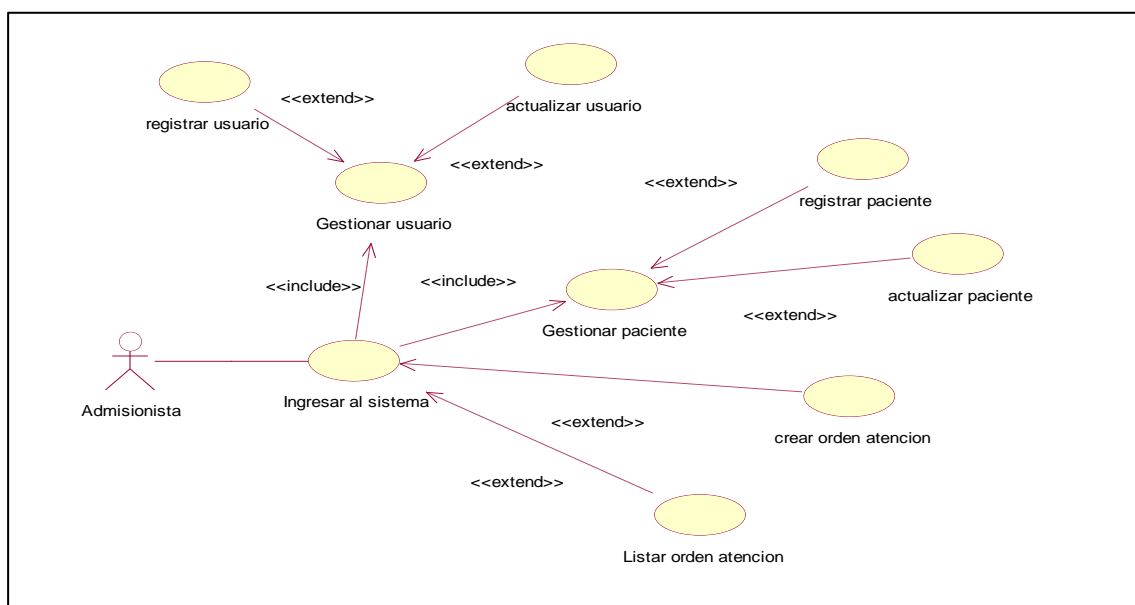 <<extend>>
registrar usuario
actualizar usuario
<<extend>>
Gestionar usuario
<<extend>>
registrar paciente
<<include>>
<<include>>
actualizar paciente
Gestionar paciente
<<extend>>
Admisionista
Ingresar al sistema
<<extend>>
crear orden atencion
<<extend>>
Listar orden atencion